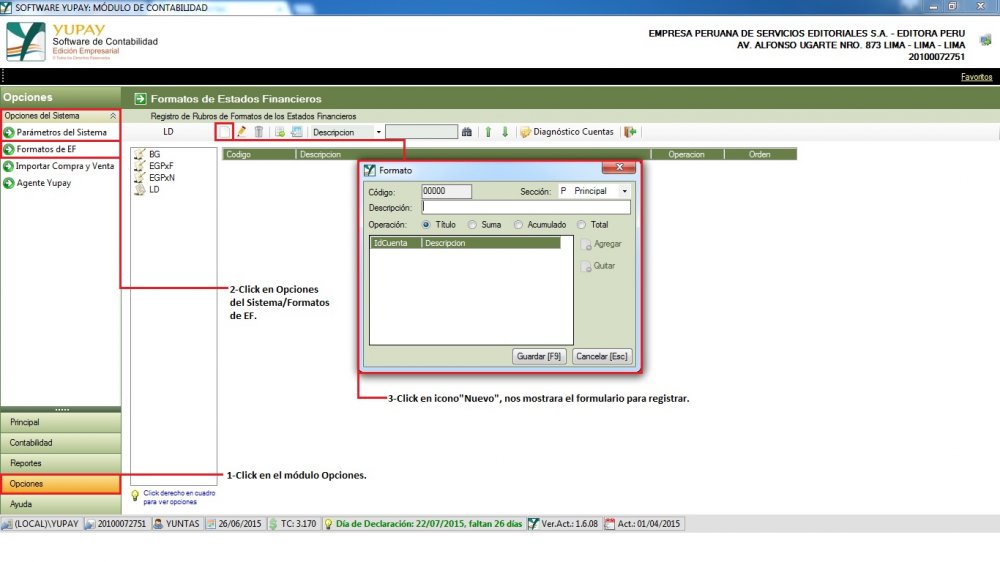 SOFTWARE YUPAY: MÓDULO DE CONTABILIDAD
YUPAY
Software de Contabilidad
Edición Empresarial
EMPRESA PERUANA DE SERVICIOS EDITORIALES S.A. - EDITORA PERU
AV. ALFONSO UGARTE NRO. 873 LIMA - LIMA - LIMA
20100072751
Favoritos
Opciones
Formatos de Estados Financieros
Opciones del Sistema
Registro de Rubros de Formatos de los Estados Financieros
Parámetros del Sistema
LD
Descripcion
Diagnóstico Cuentas
Formatos de EF
Importar Compra y Venta
Agente Yupay
BG
EGPxF
EGPxN
LD
Codigo
Descripcion
Operacion
Orden
Formato
Código:
00000
Sección:
P Principal
Descripción:
Operación:
Título
Suma
Acumulado
Total
IdCuenta
Descripcion
Agregar
Quitar
Guardar [F9]
Cancelar [Esc]
2-Click en Opciones
del Sistema/Formatos
de EF.
3-Click en icono"Nuevo", nos mostrara el formulario para registrar.
1-Click en el módulo Opciones.
Principal
Contabilidad
Reportes
Opciones
Ayuda
Click derecho en cuadro
para ver opciones
(LOCAL)\YUPAY
20100072751
YUNTAS
26/06/2015
TC: 3.170
Día de Declaración: 22/07/2015, faltan 26 días
Ver.Act.: 1.6.08
Act.: 01/04/2015